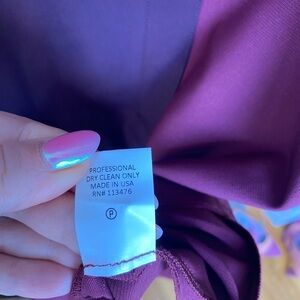 PROFESSIONAL
DRY CLEAN ONLY
MADE IN USA
RN# 113476
P